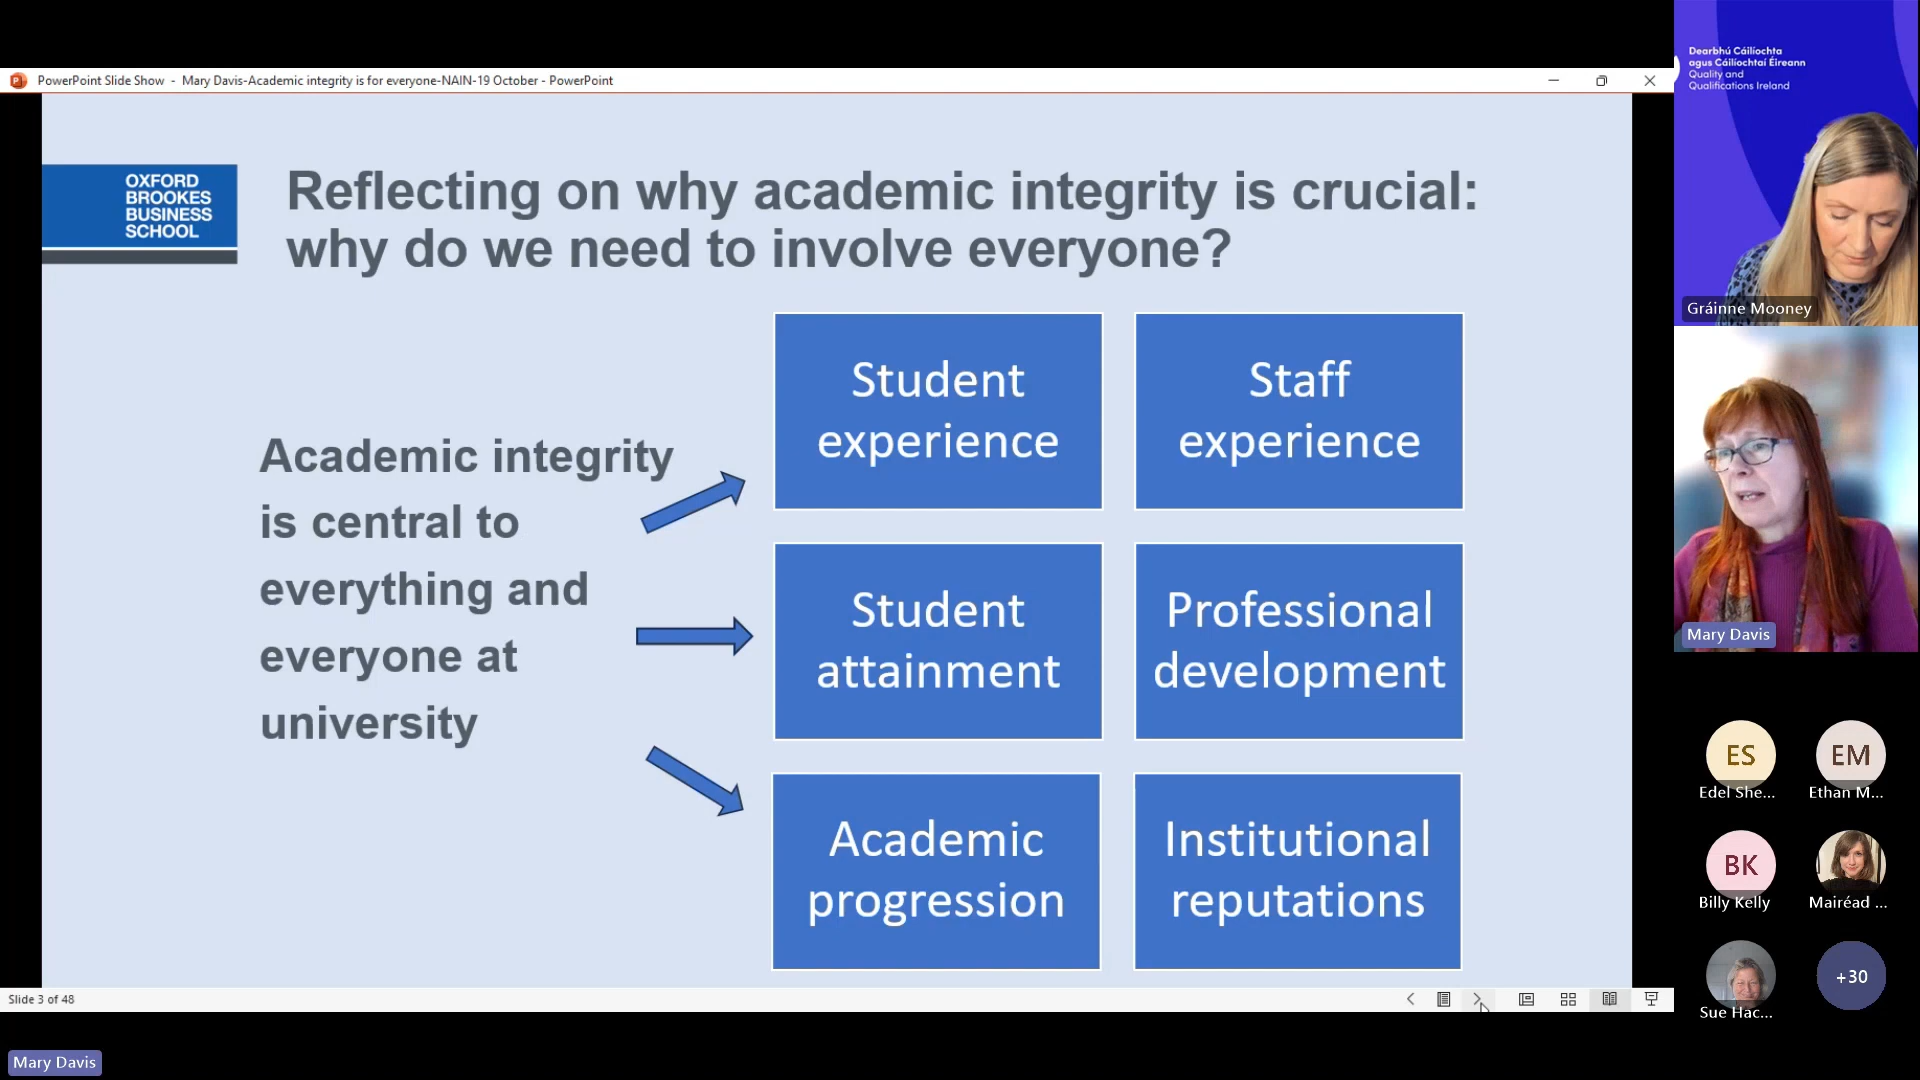 PowerPoint Slide Show - Mary Davis-Academic integrity is for everyone-NAIN-19 October - PowerPoint
OXFORD
BROOKES
BUSINESS
SCHOOL
Reflecting on why academic integrity is crucial:
why do we need to involve everyone?
Academic integrity
is central to
everything and
everyone at
university
Student
experience
Staff
experience
Student
attainment
Professional
development
Academic
progression
Institutional
reputations
Slide 3 of 48
Mary Davis
Dearbhú Cáilíochta
agus Cáilíochtaí Éireann
Quality and
Qualifications Ireland
Gráinne Mooney
Mary Davis
ES
Edel She...
EM
Ethan M...
BK
Billy Kelly
Mairéad ...
Sue Hac...
+30